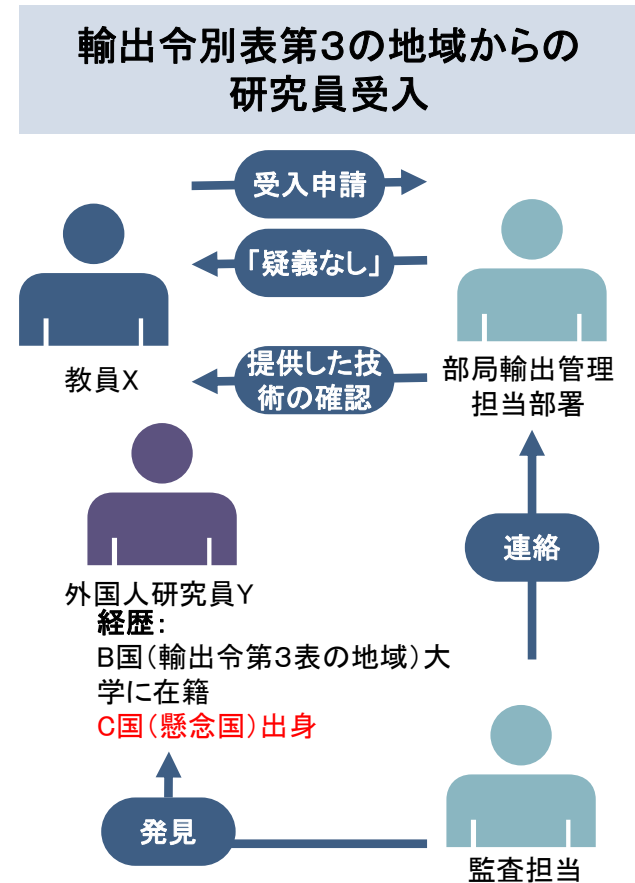 輸出令別表第3の地域からの
研究員受入
受入申請
「疑義なし」
提供した技
術の確認
教員X
部局輸出管理
担当部署
連絡
外国人研究員Y
経歴:
B国(輸出令第3表の地域)大
学に在籍
C国(懸念国)出身
発見
監査担当